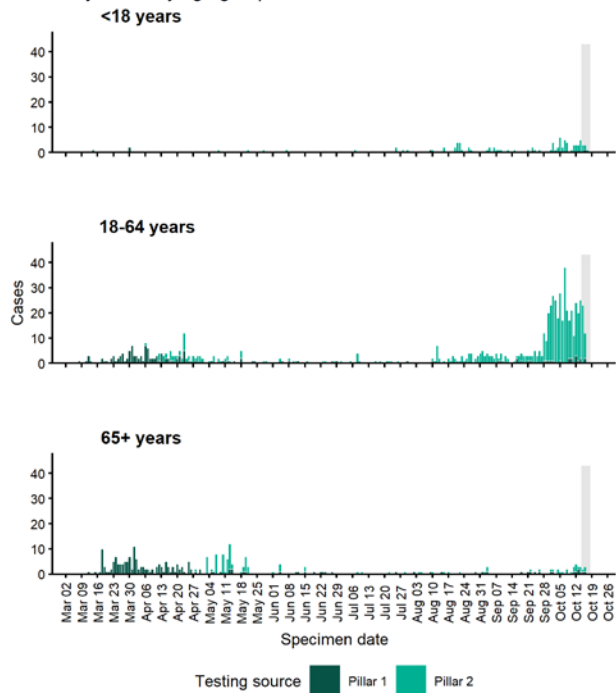 <18 years
40
30
20
10
0
18-64 years
40
30
20
10
0
Cases
65+ years
40
30
20
10
0
Mar 02
Mar 09
Mar 16
Mar 23
Mar 30
Apr 06
Apr 13
Apr 20
Apr 27
May 04
May 11
May 18
May 25
Jun 01
Jun 08
Jun 15
Jun 22
Jun 29
Jul 06
Jul 13
Jul 20
Jul 27
Aug 03
Aug 10
Aug 17
Aug 24
Aug 31
Sep 07
Sep 14
Sep 21
Sep 28
Oct 05
Oct 12
Oct 19
Oct 26
Specimen date
Testing source Pillar 1 Pillar 2